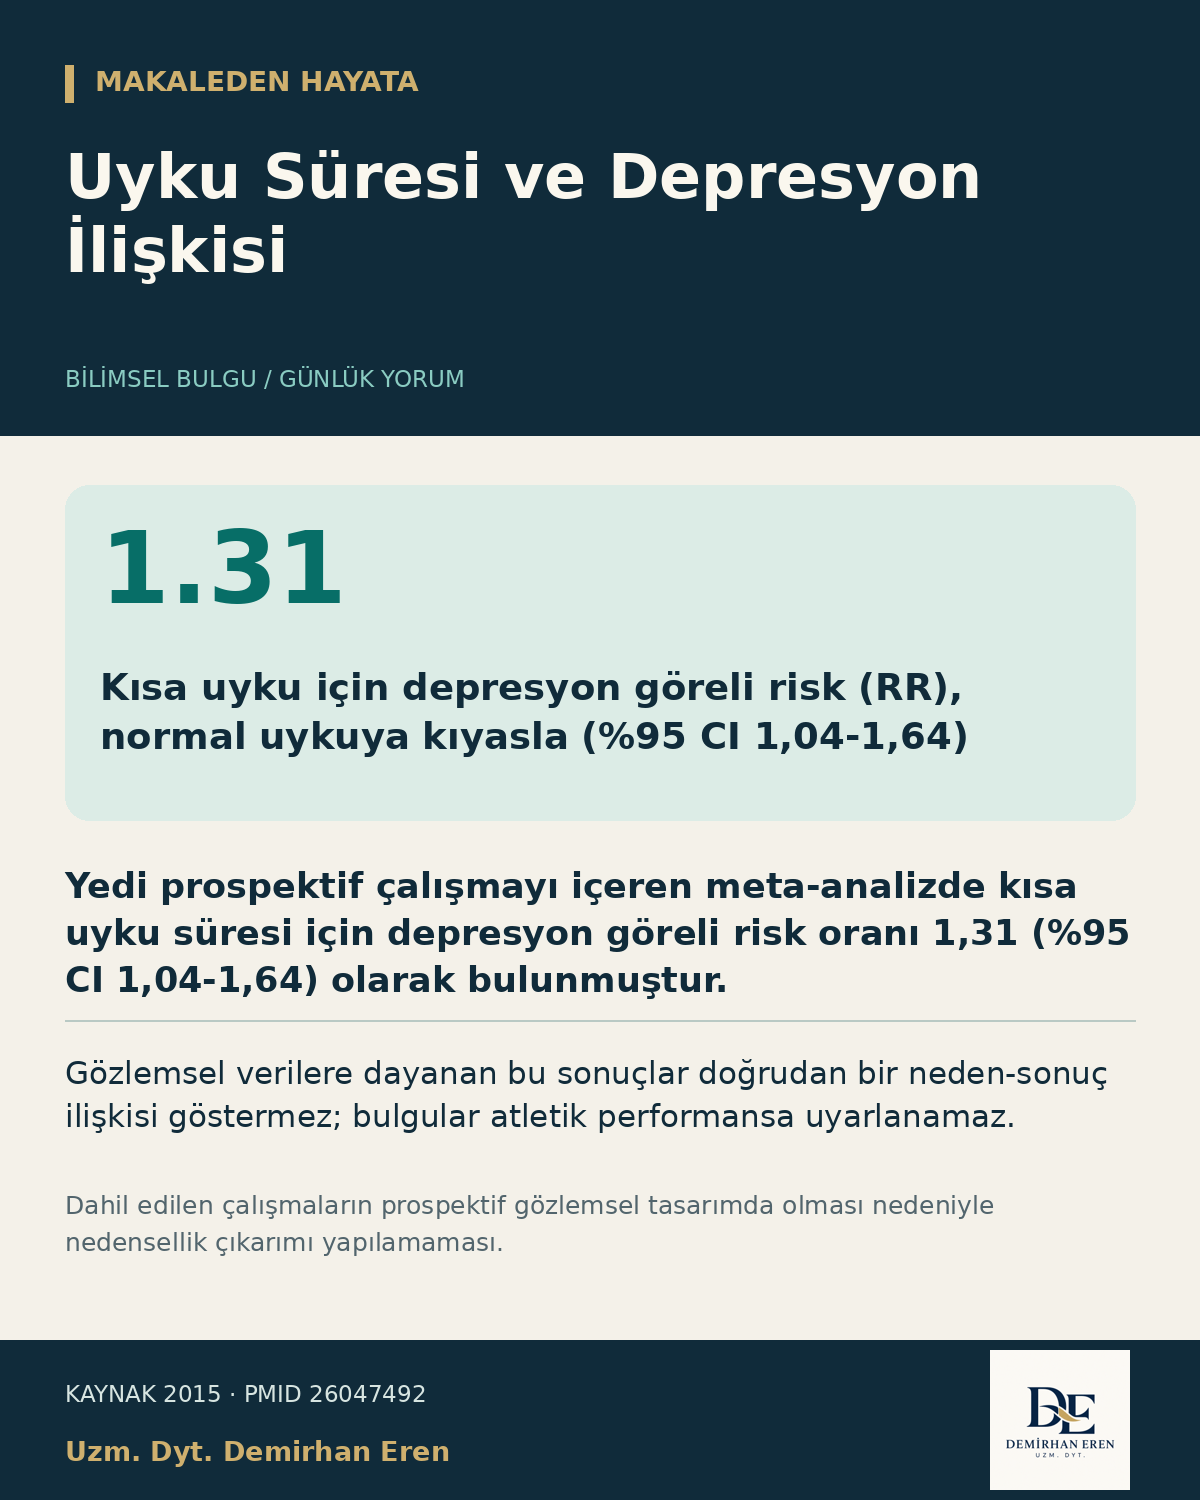 MAKALEDEN HAYATA
Uyku Süresi ve Depresyon
İlişkisi
BİLİMSEL BULGU / GÜNLÜK YORUM
1.31
Kısa uyku için depresyon göreli risk (RR),
normal uykuya kıyasla (%95 CI 1,04-1,64)
Yedi prospektif çalışmayı içeren meta-analizde kısa
uyku süresi için depresyon göreli risk oranı 1,31 (%95
CI 1,04-1,64) olarak bulunmuştur.
Gözlemsel verilere dayanan bu sonuçlar doğrudan bir neden-sonuç
ilişkisi göstermez; bulgular atletik performansa uyarlanamaz.
Dahil edilen çalışmaların prospektif gözlemsel tasarımda olması nedeniyle
nedensellik çıkarımı yapılamaması.
KAYNAK 2015 · PMID 26047492
Uzm. Dyt. Demirhan Eren
DE
DEMİRHAN EREN
UZM. DYT.